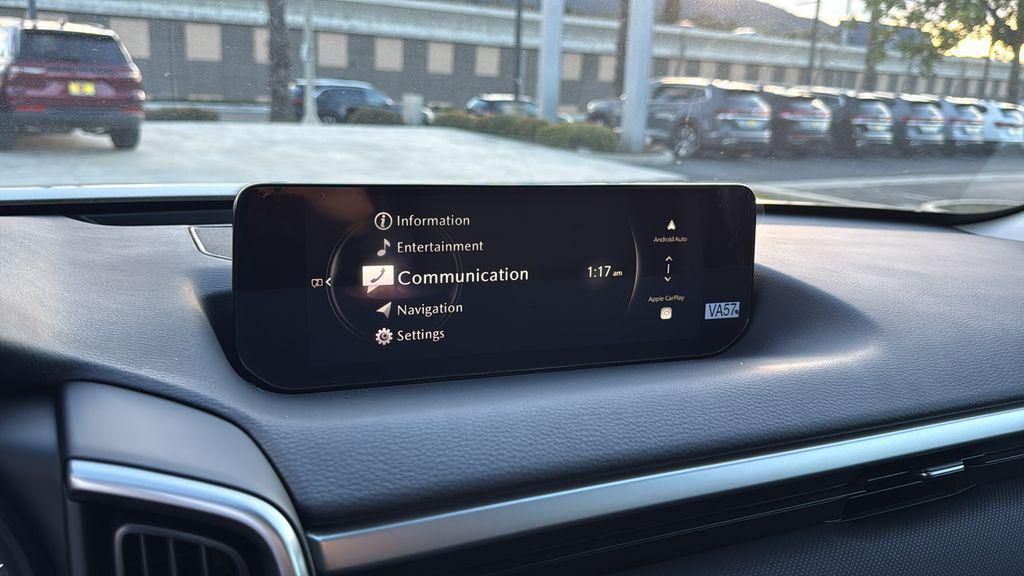 Information
Entertainment
Communication
Navigation
Settings
1:17 am
Android Auto
Apple CarPlay
VA57